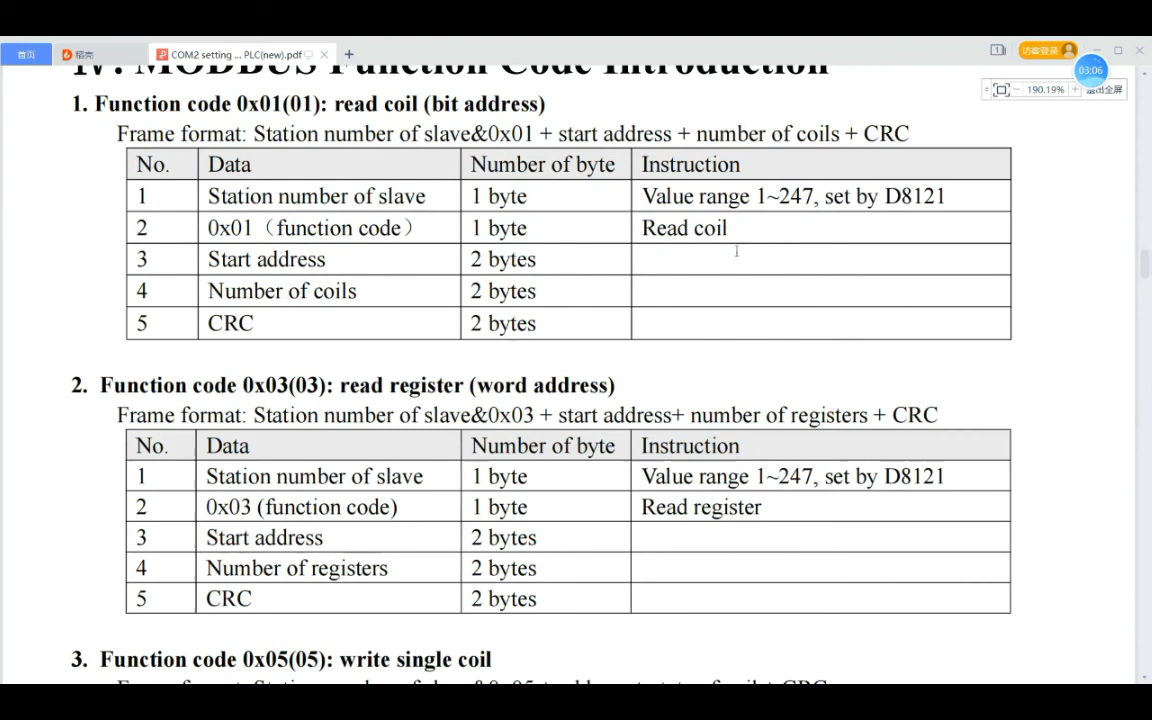 首页
稻壳
COM2 setting ... PLC(new).pdf
访客登录
03:06
190.19%
退出全屏
IV. MODBUS Function Code Introduction
1. Function code 0x01(01): read coil (bit address)
Frame format: Station number of slave&0x01 + start address + number of coils + CRC
No. Data Number of byte Instruction
1 Station number of slave 1 byte Value range 1~247, set by D8121
2 0x01（function code） 1 byte Read coil
3 Start address 2 bytes
4 Number of coils 2 bytes
5 CRC 2 bytes
2. Function code 0x03(03): read register (word address)
Frame format: Station number of slave&0x03 + start address+ number of registers + CRC
No. Data Number of byte Instruction
1 Station number of slave 1 byte Value range 1~247, set by D8121
2 0x03 (function code) 1 byte Read register
3 Start address 2 bytes
4 Number of registers 2 bytes
5 CRC 2 bytes
3. Function code 0x05(05): write single coil